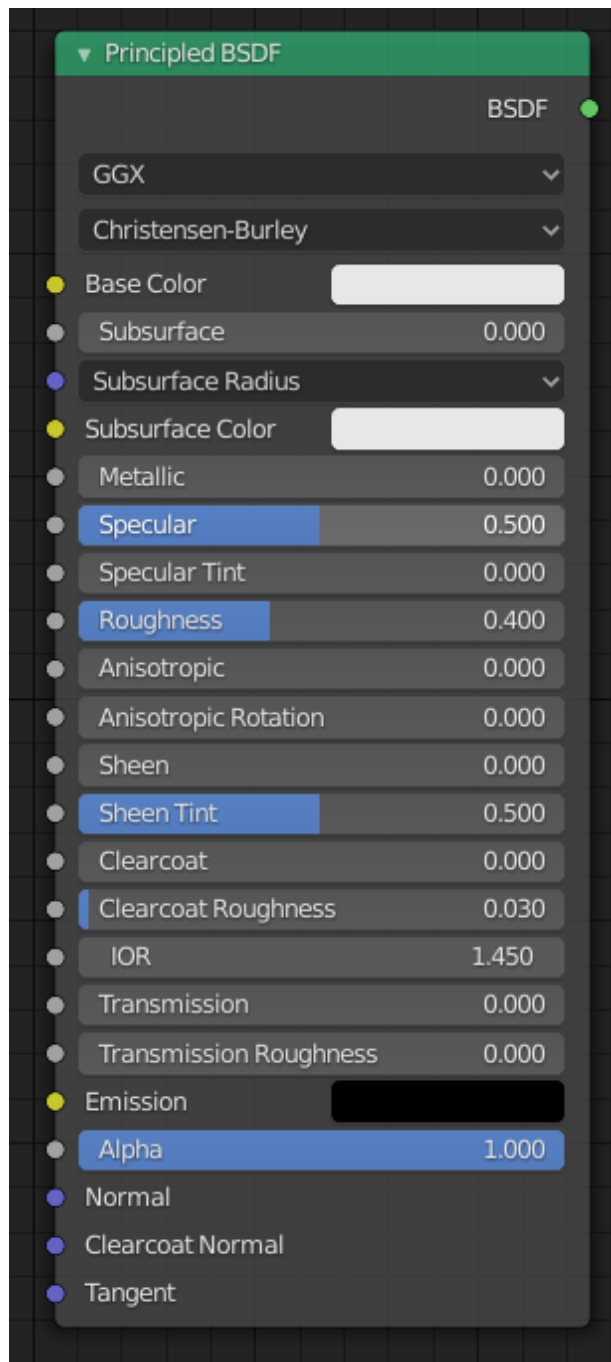 Principled BSDF
BSDF
GGX
Christensen-Burley
Base Color
Subsurface 0.000
Subsurface Radius
Subsurface Color
Metallic 0.000
Specular 0.500
Specular Tint 0.000
Roughness 0.400
Anisotropic 0.000
Anisotropic Rotation 0.000
Sheen 0.000
Sheen Tint 0.500
Clearcoat 0.000
Clearcoat Roughness 0.030
IOR 1.450
Transmission 0.000
Transmission Roughness 0.000
Emission
Alpha 1.000
Normal
Clearcoat Normal
Tangent